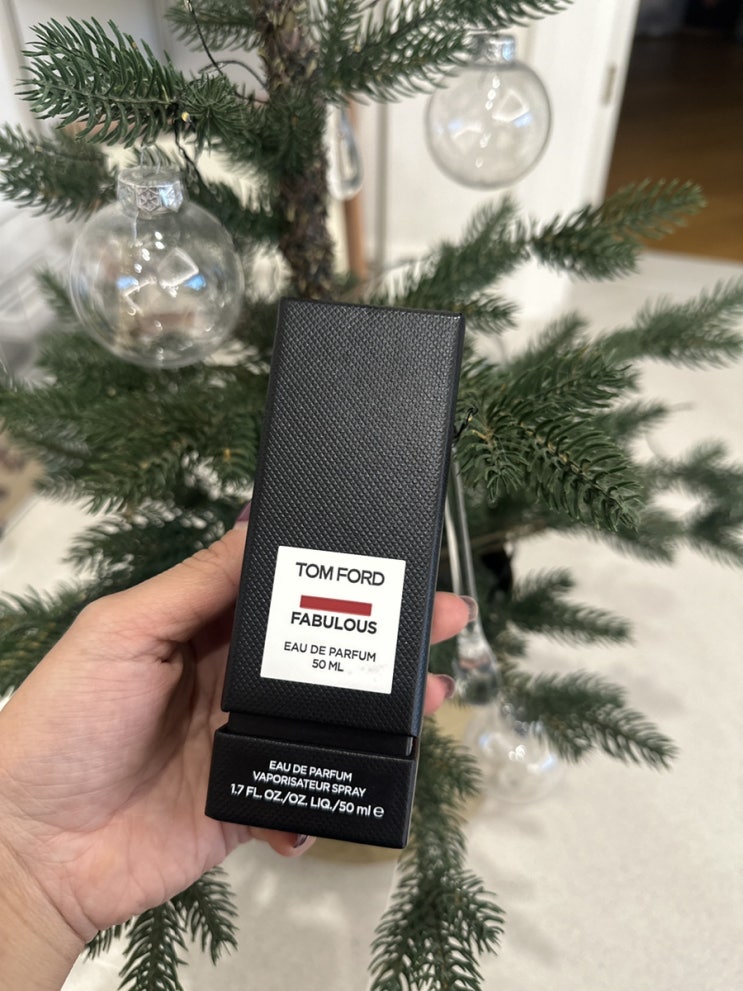 TOM FORD
FABULOUS
EAU DE PARFUM
50 ML
EAU DE PARFUM
VAPORISATEUR SPRAY
1.7 FL. OZ./OZ. LIQ./50 ml ℮